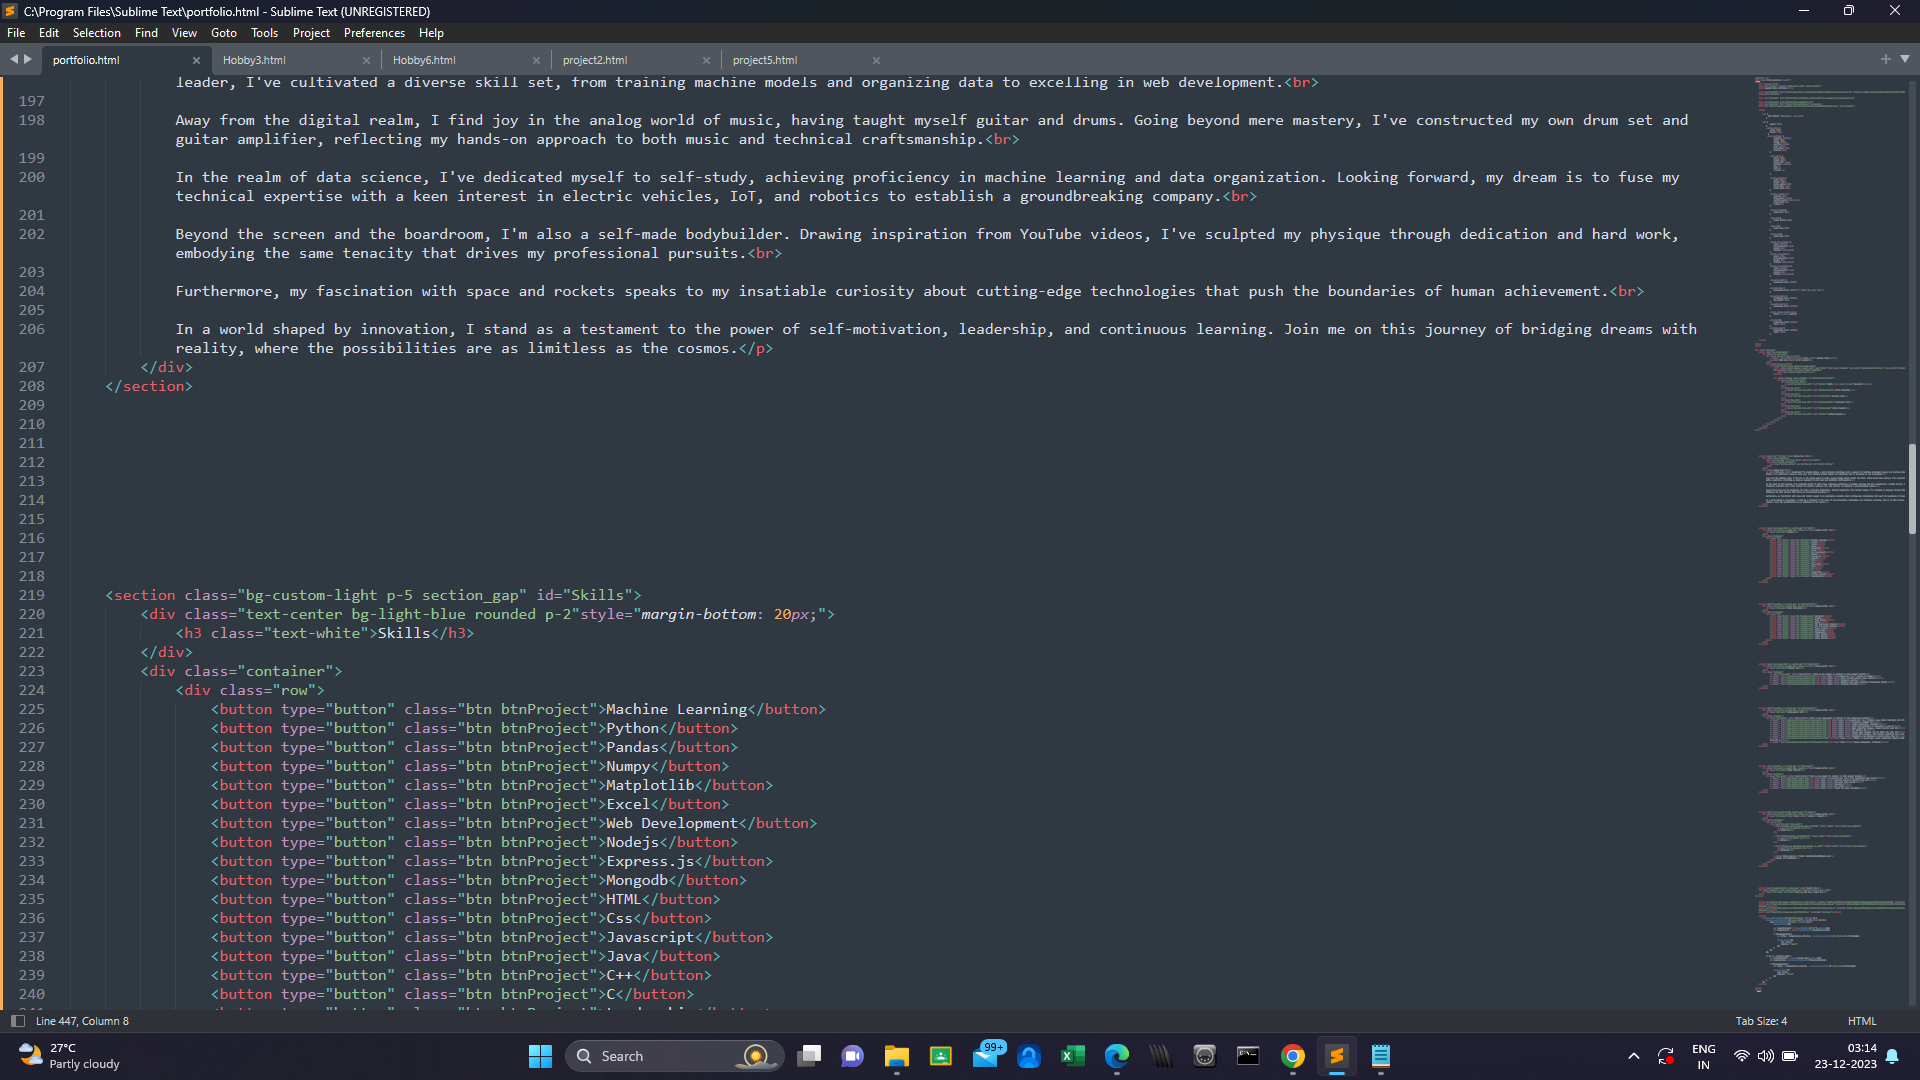 C:\Program Files\Sublime Text\portfolio.html - Sublime Text (UNREGISTERED)
File Edit Selection Find View Goto Tools Project Preferences Help
portfolio.html Hobby3.html Hobby6.html project2.html project5.html
leader, I've cultivated a diverse skill set, from training machine models and organizing data to excelling in web development.<br>
197
198 Away from the digital realm, I find joy in the analog world of music, having taught myself guitar and drums. Going beyond mere mastery, I've constructed my own drum set and
guitar amplifier, reflecting my hands-on approach to both music and technical craftsmanship.<br>
199
200 In the realm of data science, I've dedicated myself to self-study, achieving proficiency in machine learning and data organization. Looking forward, my dream is to fuse my
technical expertise with a keen interest in electric vehicles, IoT, and robotics to establish a groundbreaking company.<br>
201
202 Beyond the screen and the boardroom, I'm also a self-made bodybuilder. Drawing inspiration from YouTube videos, I've sculpted my physique through dedication and hard work,
embodying the same tenacity that drives my professional pursuits.<br>
203
204 Furthermore, my fascination with space and rockets speaks to my insatiable curiosity about cutting-edge technologies that push the boundaries of human achievement.<br>
205
206 In a world shaped by innovation, I stand as a testament to the power of self-motivation, leadership, and continuous learning. Join me on this journey of bridging dreams with
reality, where the possibilities are as limitless as the cosmos.</p>
207 </div>
208 </section>
209
210
211
212
213
214
215
216
217
218
219 <section class="bg-custom-light p-5 section_gap" id="Skills">
220 <div class="text-center bg-light-blue rounded p-2"style="margin-bottom: 20px;">
221 <h3 class="text-white">Skills</h3>
222 </div>
223 <div class="container">
224 <div class="row">
225 <button type="button" class="btn btnProject">Machine Learning</button>
226 <button type="button" class="btn btnProject">Python</button>
227 <button type="button" class="btn btnProject">Pandas</button>
228 <button type="button" class="btn btnProject">Numpy</button>
229 <button type="button" class="btn btnProject">Matplotlib</button>
230 <button type="button" class="btn btnProject">Excel</button>
231 <button type="button" class="btn btnProject">Web Development</button>
232 <button type="button" class="btn btnProject">Nodejs</button>
233 <button type="button" class="btn btnProject">Express.js</button>
234 <button type="button" class="btn btnProject">Mongodb</button>
235 <button type="button" class="btn btnProject">HTML</button>
236 <button type="button" class="btn btnProject">Css</button>
237 <button type="button" class="btn btnProject">Javascript</button>
238 <button type="button" class="btn btnProject">Java</button>
239 <button type="button" class="btn btnProject">C++</button>
240 <button type="button" class="btn btnProject">C</button>
Line 447, Column 8 Tab Size: 4 HTML
27°C
Partly cloudy
Search
99+
ENG
IN
03:14
23-12-2023